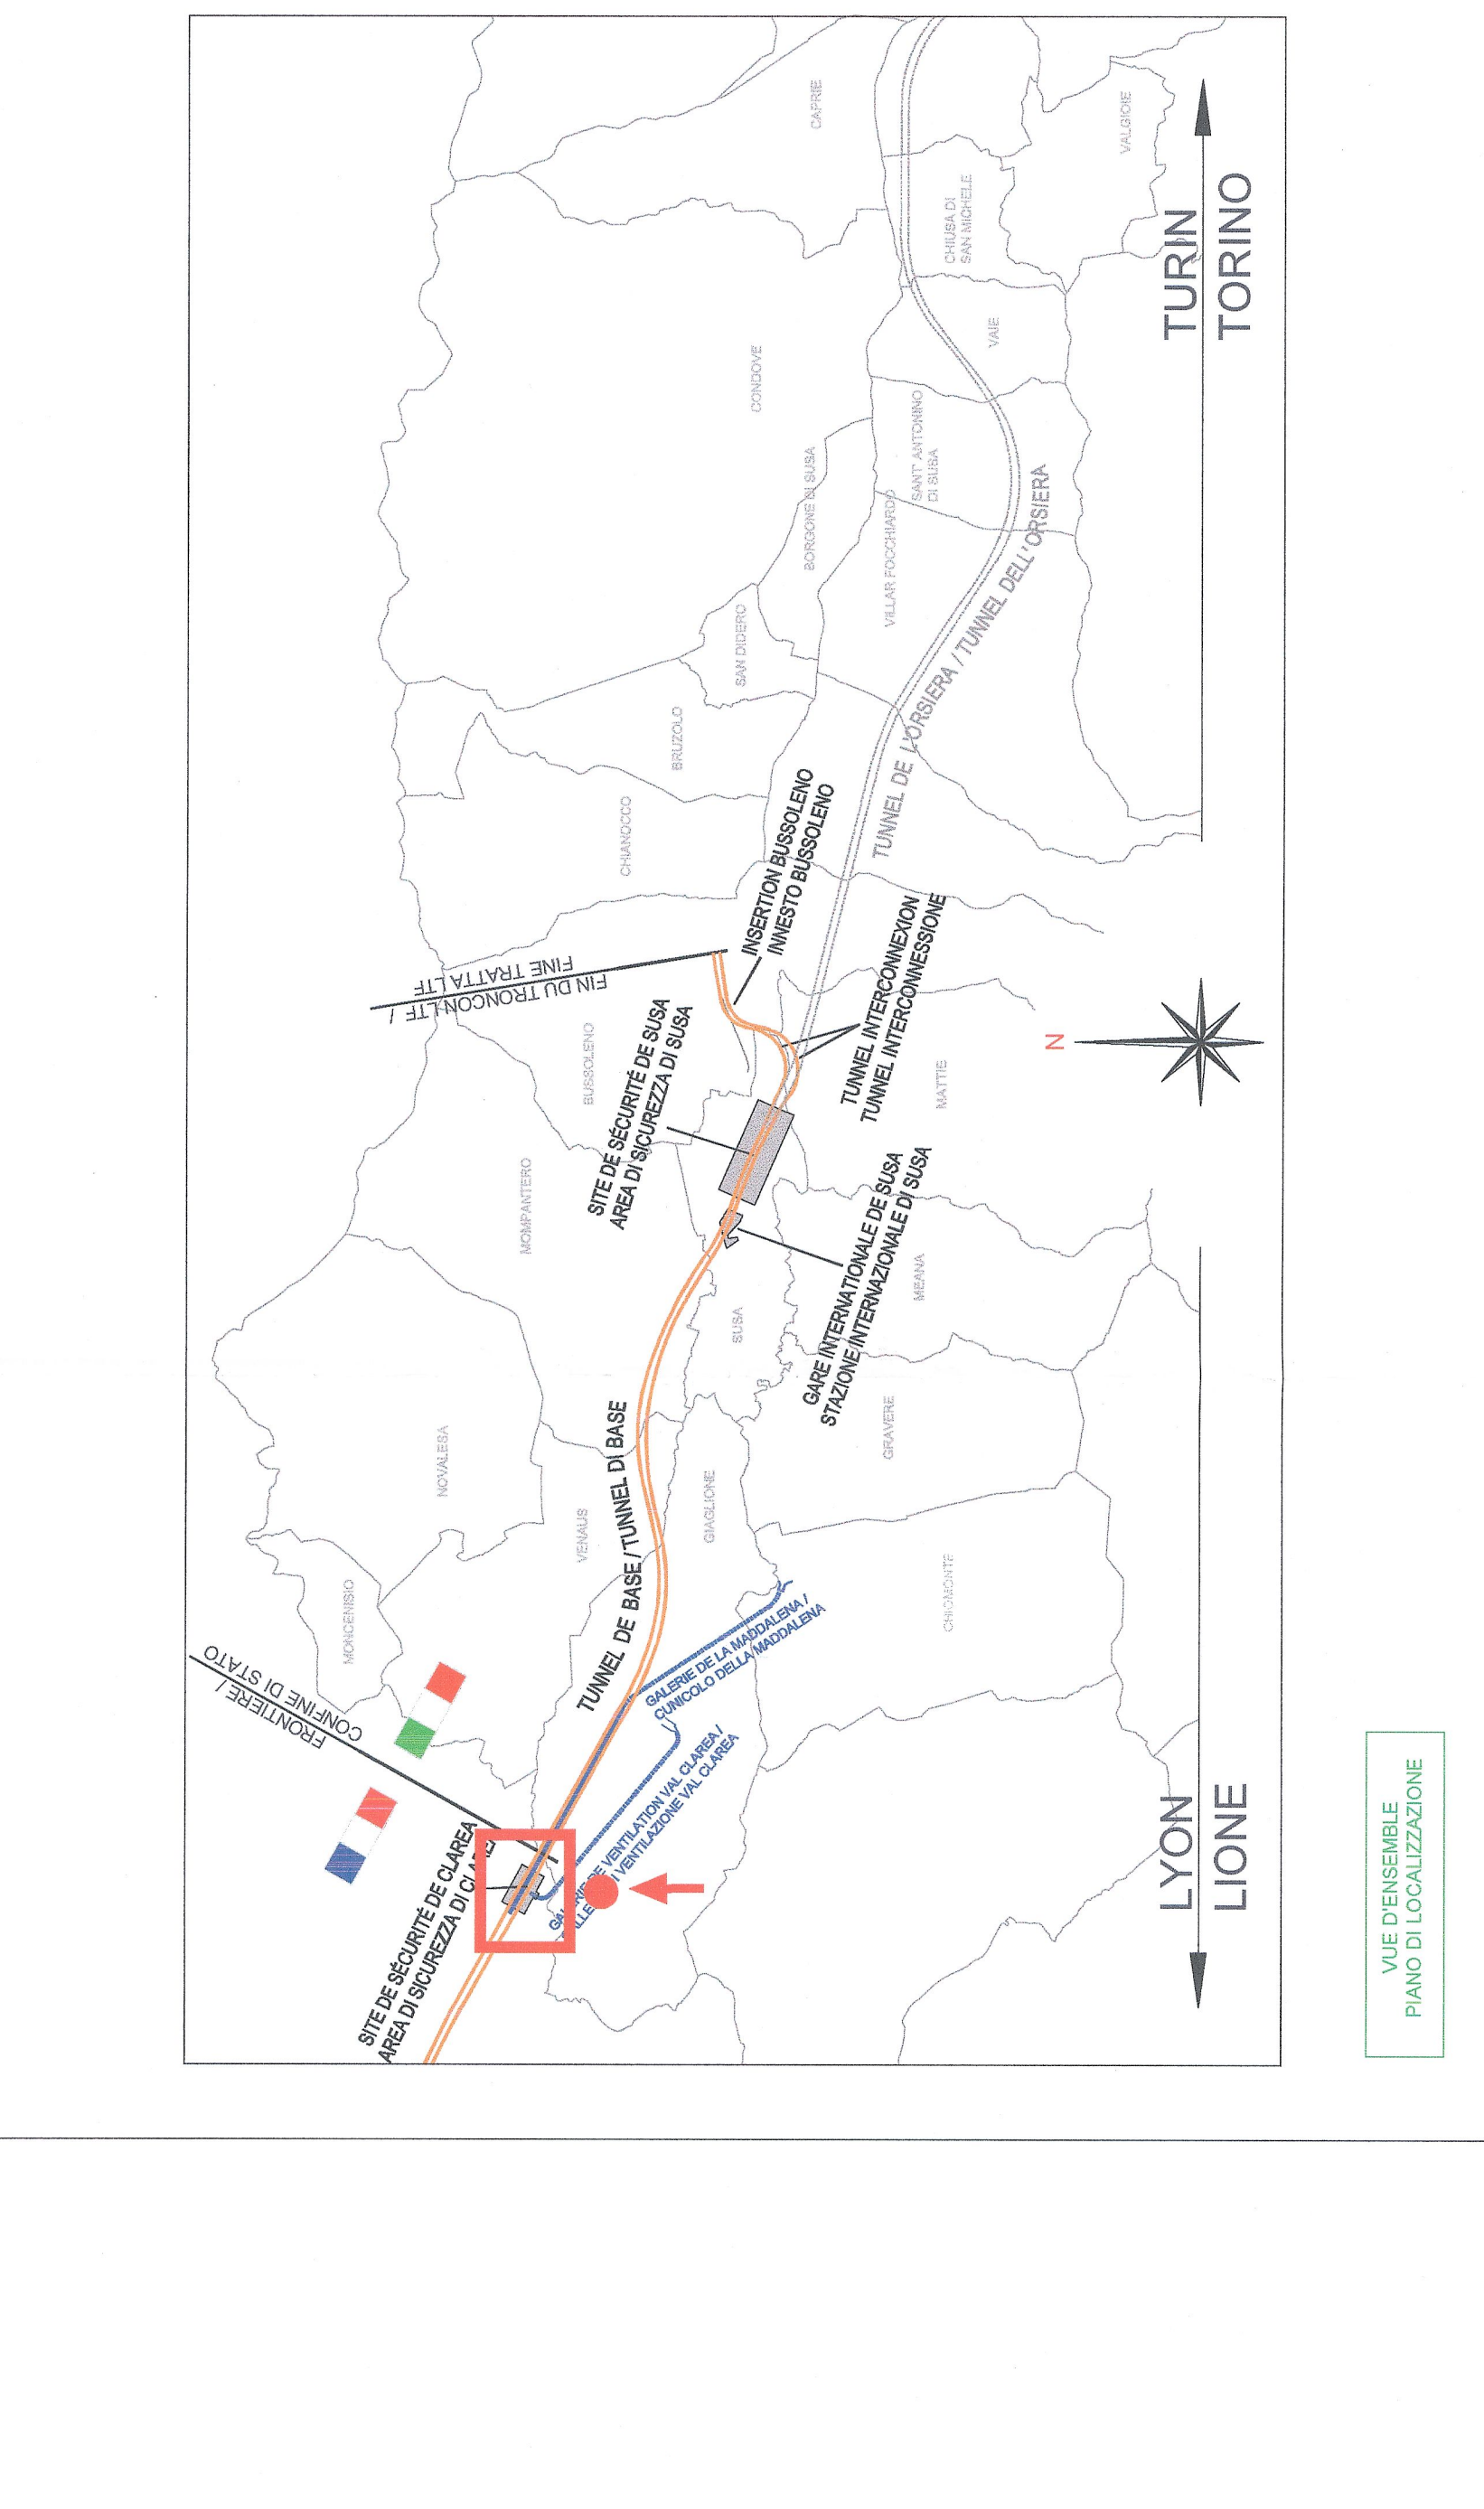 FRONTIERE /
CONFINE DI STATO
SITE DE SÉCURITÉ DE CLAREA
AREA DI SICUREZZA DI CLAREA
MONCENISIO
NOVALESA
VENAUS
MOMPANTERO
TUNNEL DE BASE / TUNNEL DI BASE
GALERIE DE VENTILATION VAL CLAREA /
VENTILAZIONE VAL CLAREA
GALERIE DE LA MADDALENA /
CUNICOLO DELLA MADDALENA
GIAGLIONE
SUSA
SITE DE SÉCURITÉ DE SUSA
AREA DI SICUREZZA DI SUSA
BUSSOLENO
FIN DU TRONCON LTF /
FINE TRATTA LTF
INSERTION BUSSOLENO
INNESTO BUSSOLENO
CHIANOCCO
BRUZOLO
SAN DIDERO
BORGONE DI SUSA
CONDOVE
CAPRIE
VILLAR FOCCHIARDO
SANT' ANTONINO
DI SUSA
VAIE
CHIUSA DI
SAN MICHELE
VALGIOIE
TUNNEL DE L'ORSIERA / TUNNEL DELL'ORSIERA
TUNNEL INTERCONNEXION
TUNNEL INTERCONNESSIONE
GARE INTERNATIONALE DE SUSA
STAZIONE INTERNAZIONALE DI SUSA
MATTIE
MEANA
GRAVERE
CHIOMONTE
N
LYON
LIONE
TURIN
TORINO
VUE D'ENSEMBLE
PIANO DI LOCALIZZAZIONE